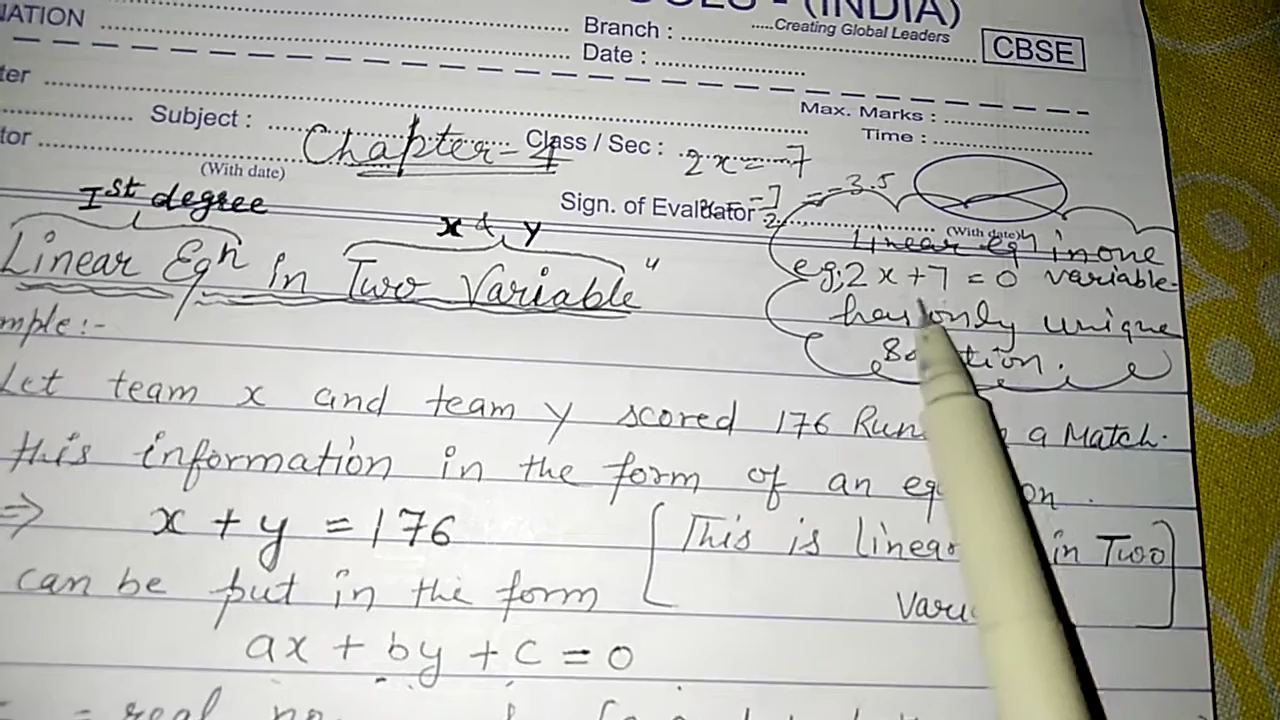 (INDIA)
NATION Branch : .....Creating Global Leaders CBSE
Date :
Max. Marks :
Subject : Class / Sec : Time :
Chapter-4 2x=-7
(With date)
Ist degree Sign. of Evaluator -7/2 = -3.5 (With date)
x & y Linear eqn in one
Linear Eqn in Two Variable" eg; 2x+7=0 variable
has only unique
mple:- Solution.
Let team x and team y scored 176 Run a Match.
this information in the form of an
⇒ x + y = 176 [This is linear in Two
can be put in the form
ax + by + c = 0
= real